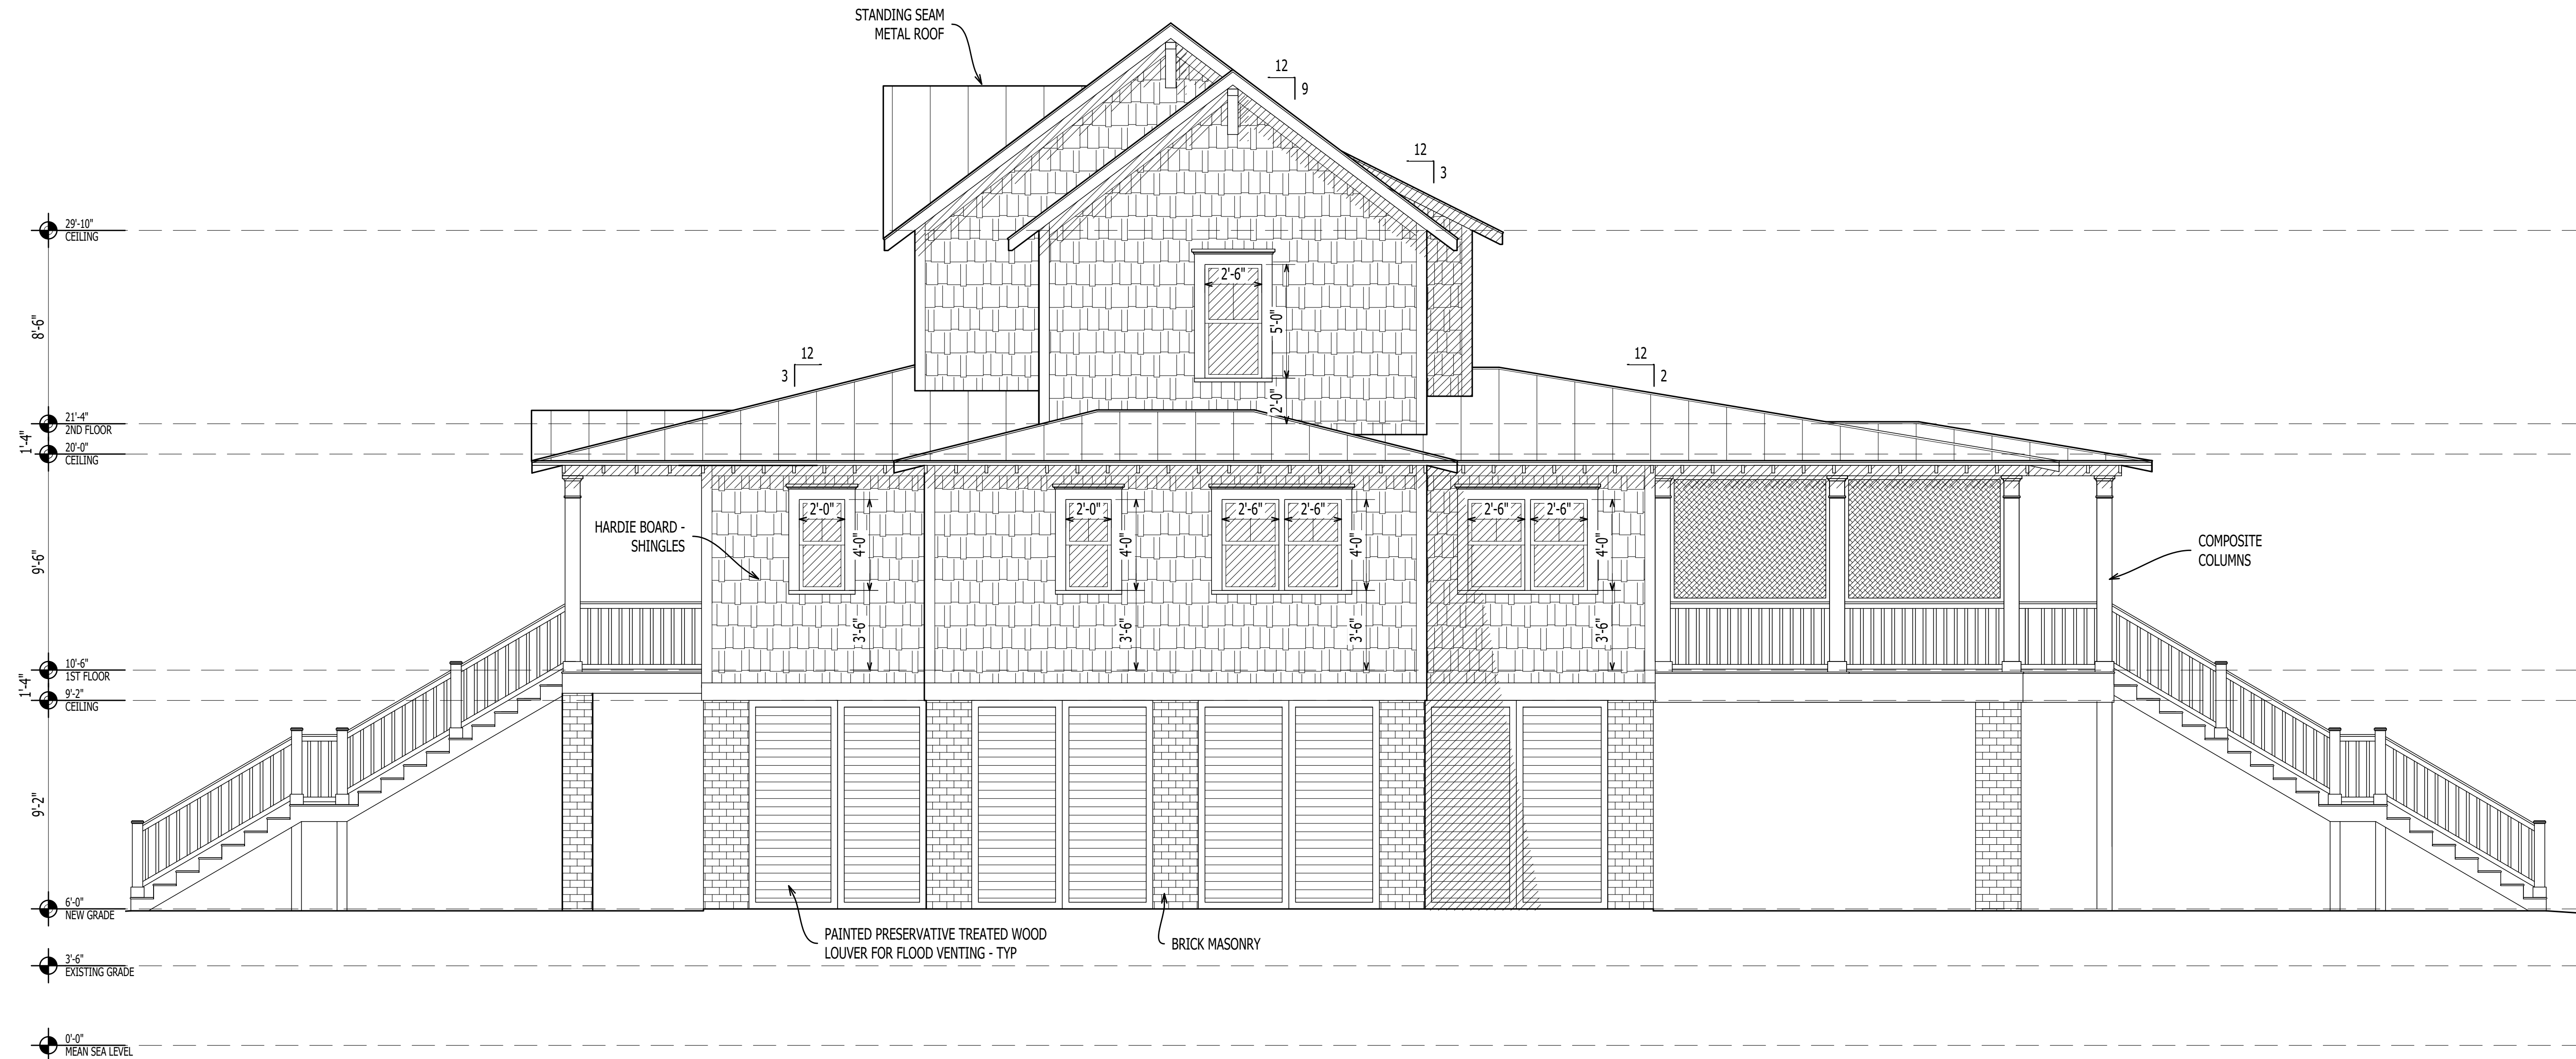 STANDING SEAM
METAL ROOF
12
9
12
3
29'-10"
CEILING
8'-6"
2'-6"
5'-0"
2'-0"
12
3
12
2
21'-4"
2ND FLOOR
1'-4"
20'-0"
CEILING
9'-6"
HARDIE BOARD -
SHINGLES
2'-0"
4'-0"
3'-6"
2'-0"
4'-0"
3'-6"
2'-6"
2'-6"
4'-0"
3'-6"
2'-6"
2'-6"
4'-0"
3'-6"
COMPOSITE
COLUMNS
10'-6"
1ST FLOOR
1'-4"
9'-2"
CEILING
9'-2"
6'-0"
NEW GRADE
PAINTED PRESERVATIVE TREATED WOOD
LOUVER FOR FLOOD VENTING - TYP
BRICK MASONRY
3'-6"
EXISTING GRADE
0'-0"
MEAN SEA LEVEL